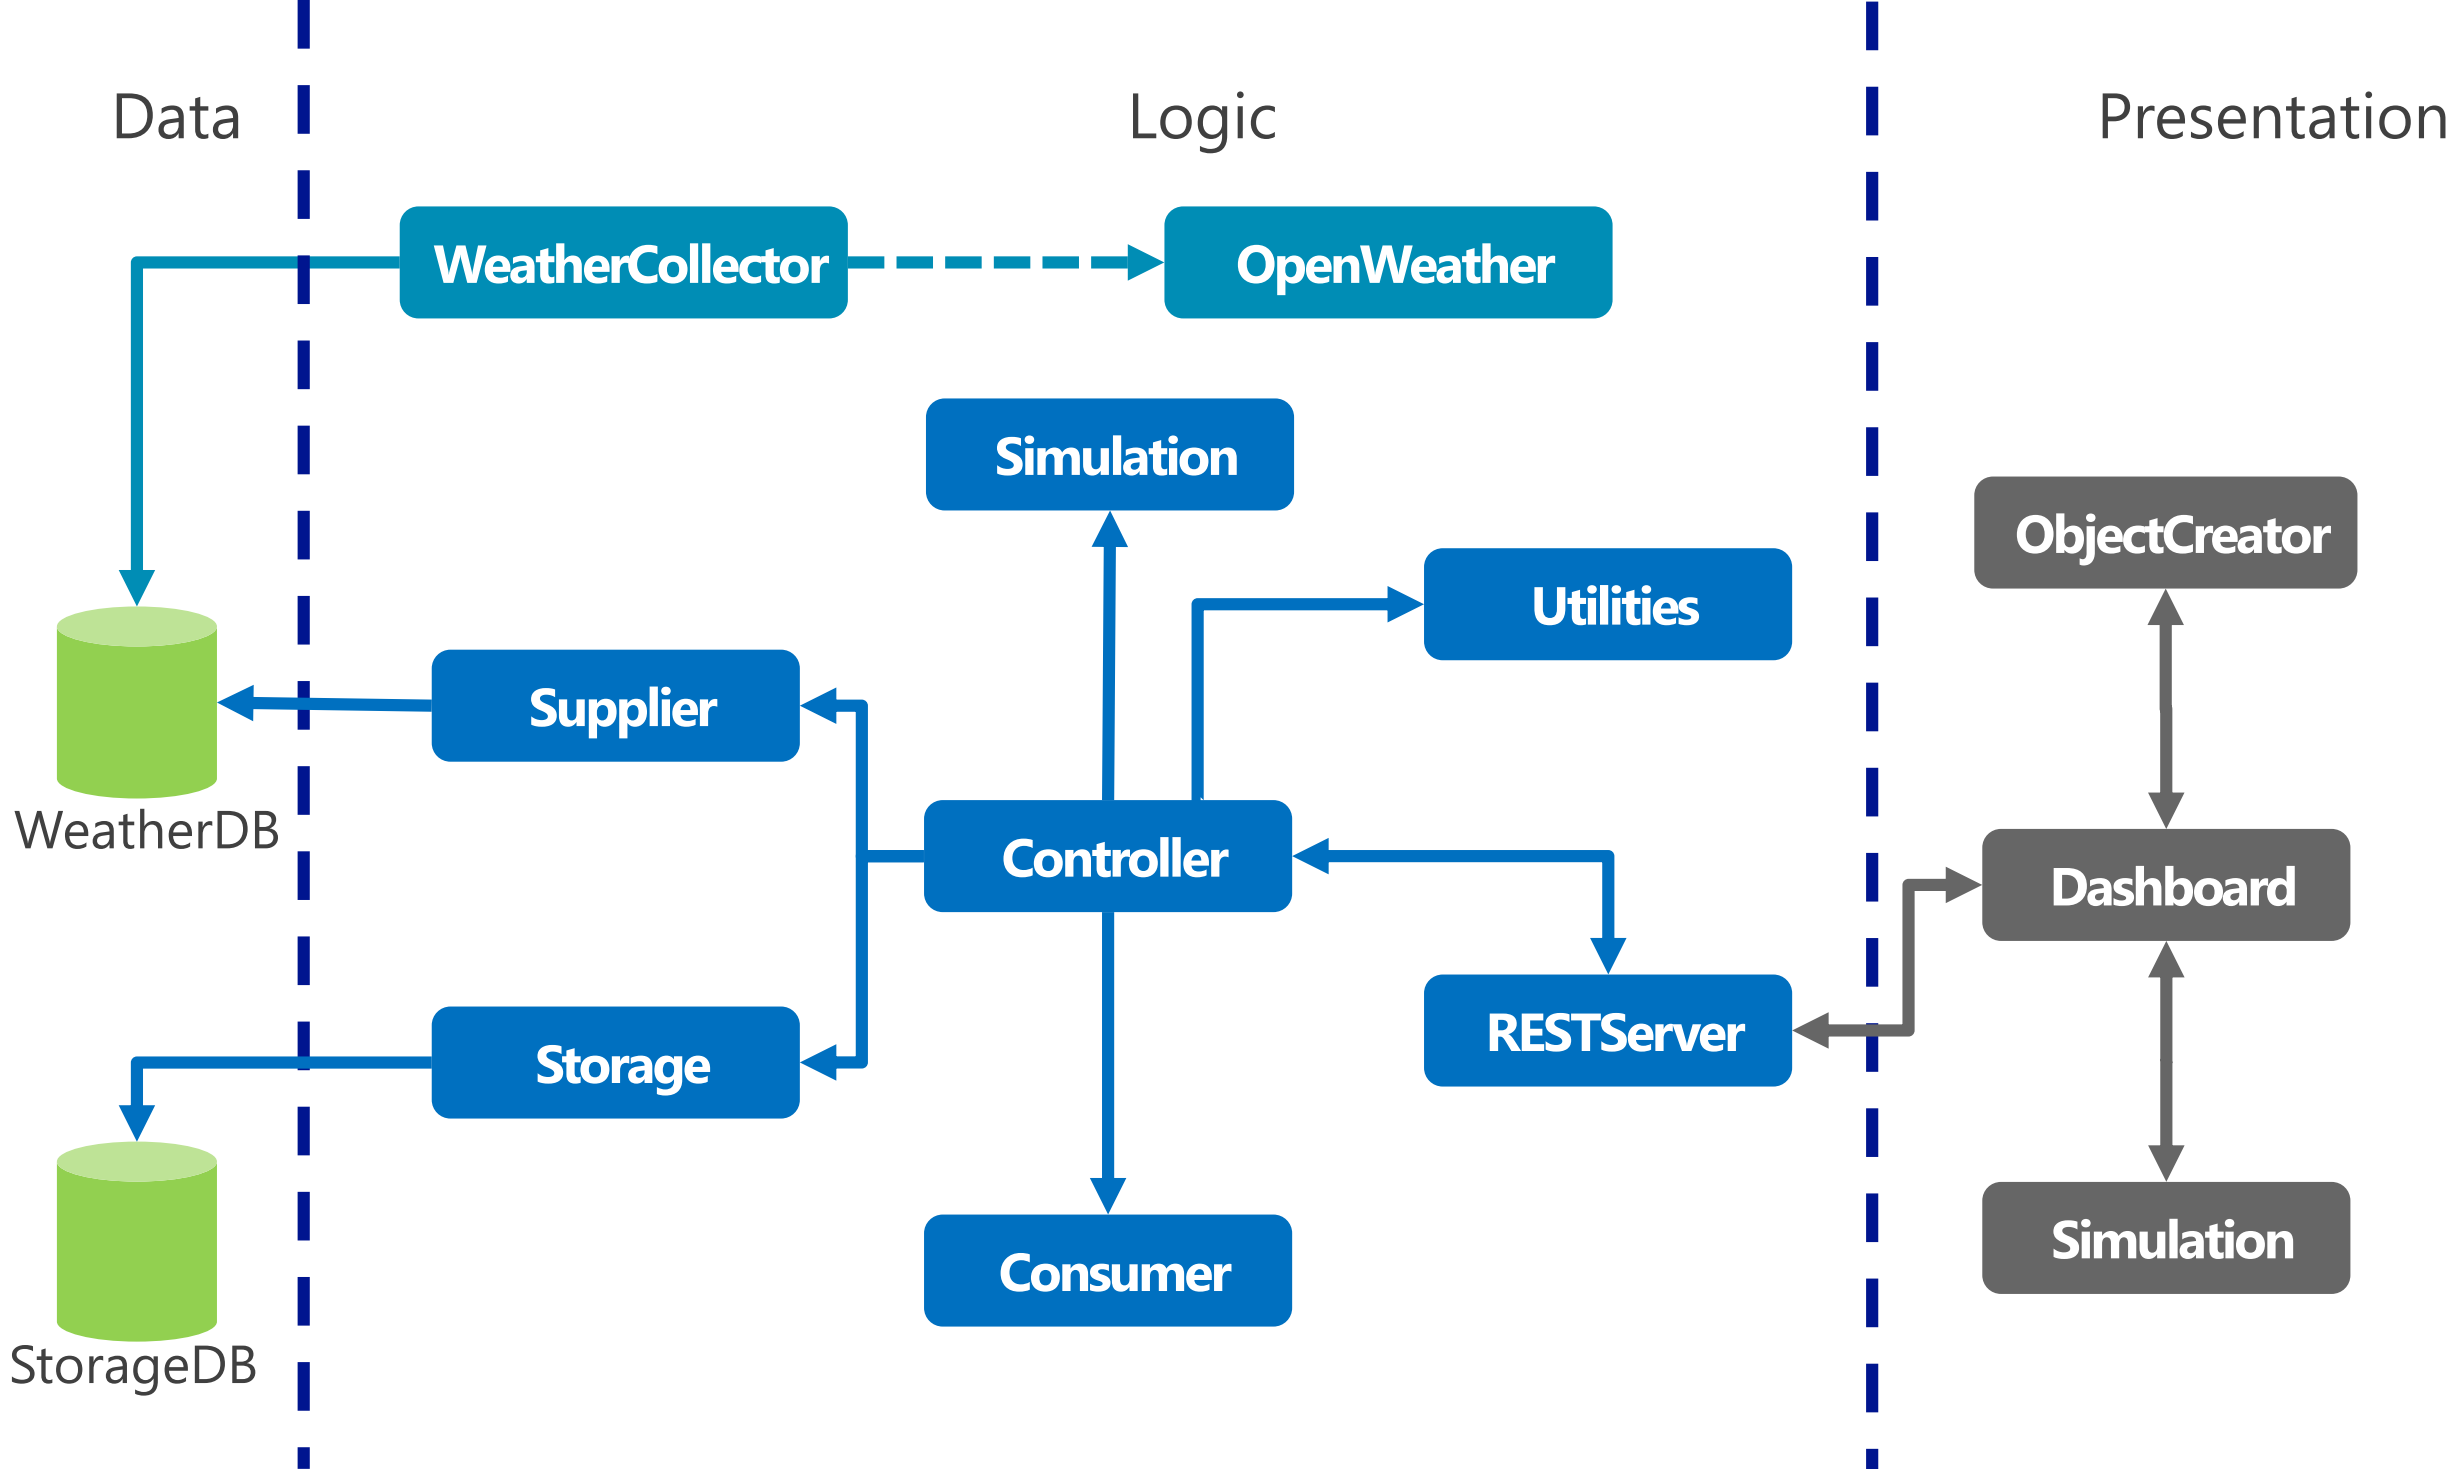 Data
Logic
Presentation
WeatherCollector
OpenWeather
Simulation
ObjectCreator
Utilities
Supplier
WeatherDB
Controller
Dashboard
RESTServer
Storage
Simulation
Consumer
StorageDB